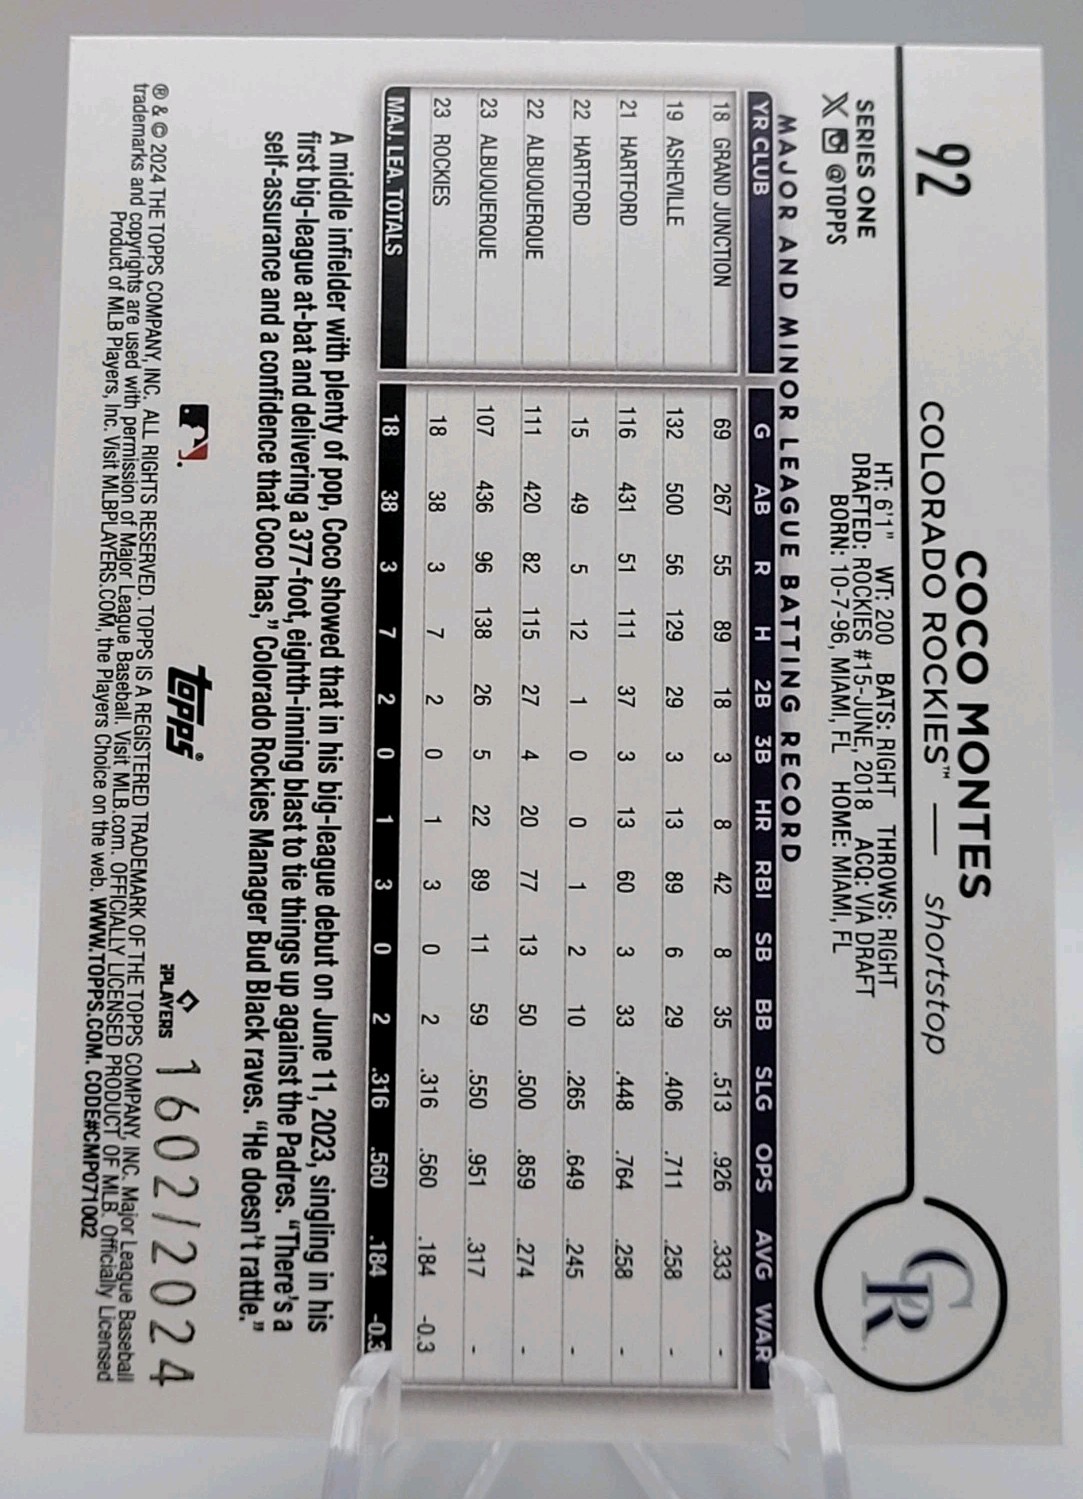 92
COCO MONTES
COLORADO ROCKIES™ — shortstop
HT: 6'1" WT: 200 BATS: RIGHT THROWS: RIGHT
DRAFTED: ROCKIES #15-JUNE, 2018 ACQ: VIA DRAFT
BORN: 10-7-96, MIAMI, FL HOME: MIAMI, FL
SERIES ONE
X @TOPPS
CR
MAJOR AND MINOR LEAGUE BATTING RECORD
YR CLUB G AB R H 2B 3B HR RBI SB BB SLG OPS AVG WAR
18 GRAND JUNCTION 69 267 55 89 18 3 8 42 8 35 .513 .926 .333 -
19 ASHEVILLE 132 500 56 129 29 3 13 89 6 29 .406 .711 .258 -
21 HARTFORD 116 431 51 111 37 3 13 60 3 33 .448 .764 .258 -
22 HARTFORD 15 49 5 12 1 0 0 1 2 10 .265 .649 .245 -
22 ALBUQUERQUE 111 420 82 115 27 4 20 77 13 50 .500 .859 .274 -
23 ALBUQUERQUE 107 436 96 138 26 5 22 89 11 59 .550 .951 .317 -
23 ROCKIES 18 38 3 7 2 0 1 3 0 2 .316 .560 .184 -0.3
MAJ. LEA. TOTALS 18 38 3 7 2 0 1 3 0 2 .316 .560 .184 -0.3
A middle infielder with plenty of pop, Coco showed that in his big-league debut on June 11, 2023, singling in his
first big-league at-bat and delivering a 377-foot, eighth-inning blast to tie things up against the Padres. "There's a
self-assurance and a confidence that Coco has," Colorado Rockies Manager Bud Black raves. "He doesn't rattle."
topps
PLAYERS
1602/2024
® & © 2024 THE TOPPS COMPANY, INC. ALL RIGHTS RESERVED. TOPPS IS A REGISTERED TRADEMARK OF THE TOPPS COMPANY, INC. Major League Baseball
trademarks and copyrights are used with permission of Major League Baseball. Visit MLB.com. OFFICIALLY LICENSED PRODUCT OF MLB. Officially Licensed
Product of MLB Players, Inc. Visit MLBPLAYERS.COM, the Players Choice on the web. WWW.TOPPS.COM. CODE#CMP071002